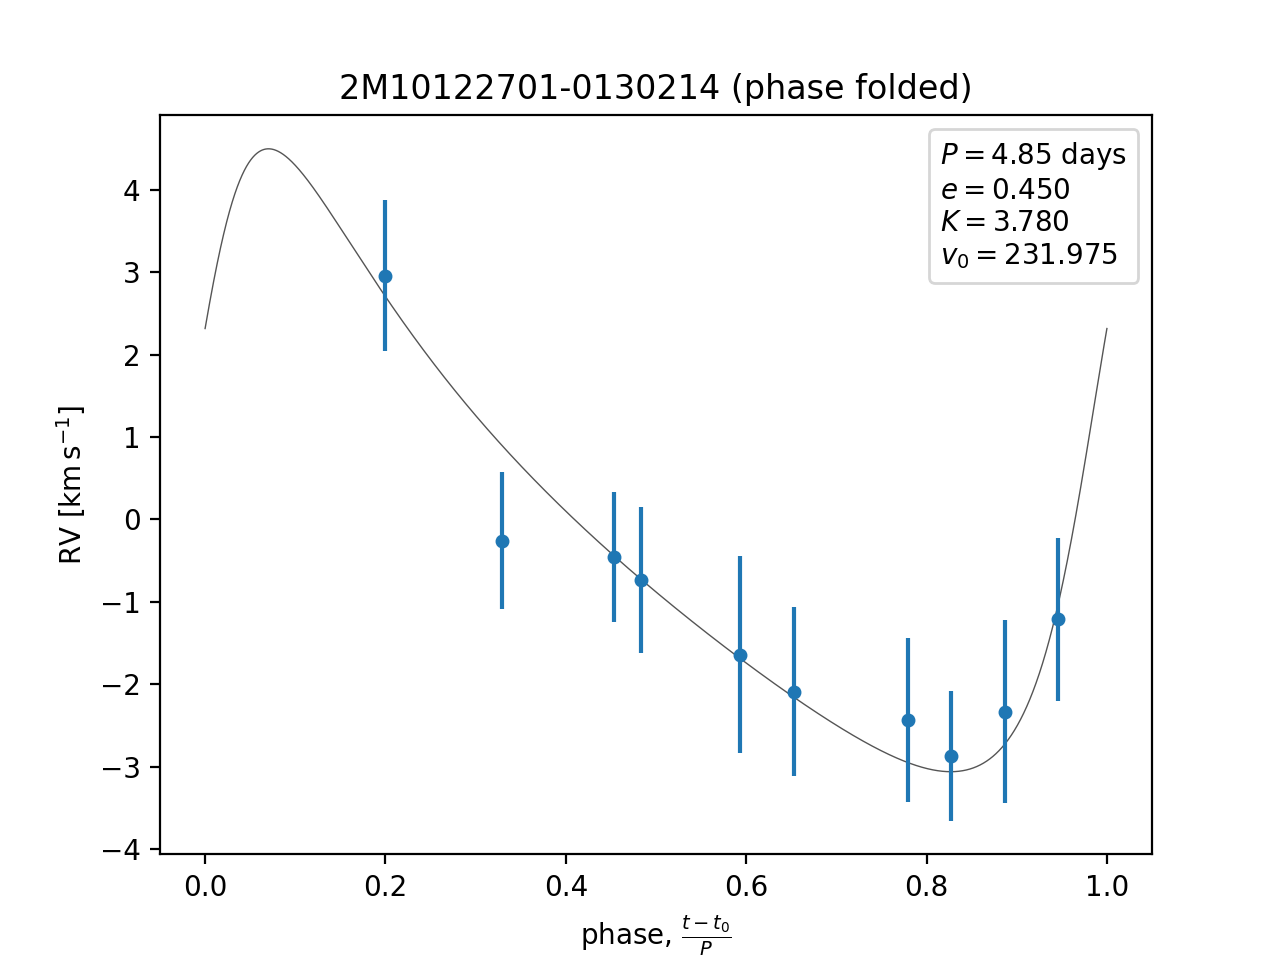 2M10122701-0130214 (phase folded)
P = 4.85 days
e = 0.450
K = 3.780
v₀ = 231.975
RV [km s⁻¹]
4
3
2
1
0
−1
−2
−3
−4
0.0 0.2 0.4 0.6 0.8 1.0
phase, (t − t₀)/P